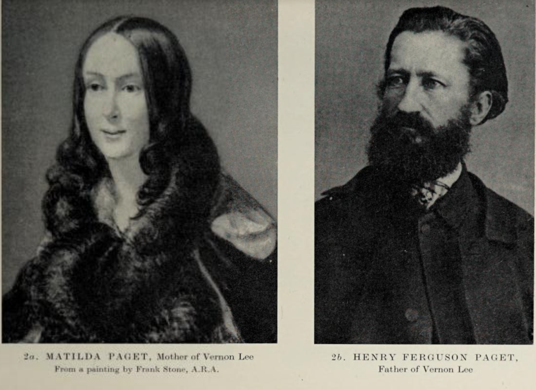 2a. MATILDA PAGET, Mother of Vernon Lee
From a painting by Frank Stone, A.R.A.
2b. HENRY FERGUSON PAGET,
Father of Vernon Lee